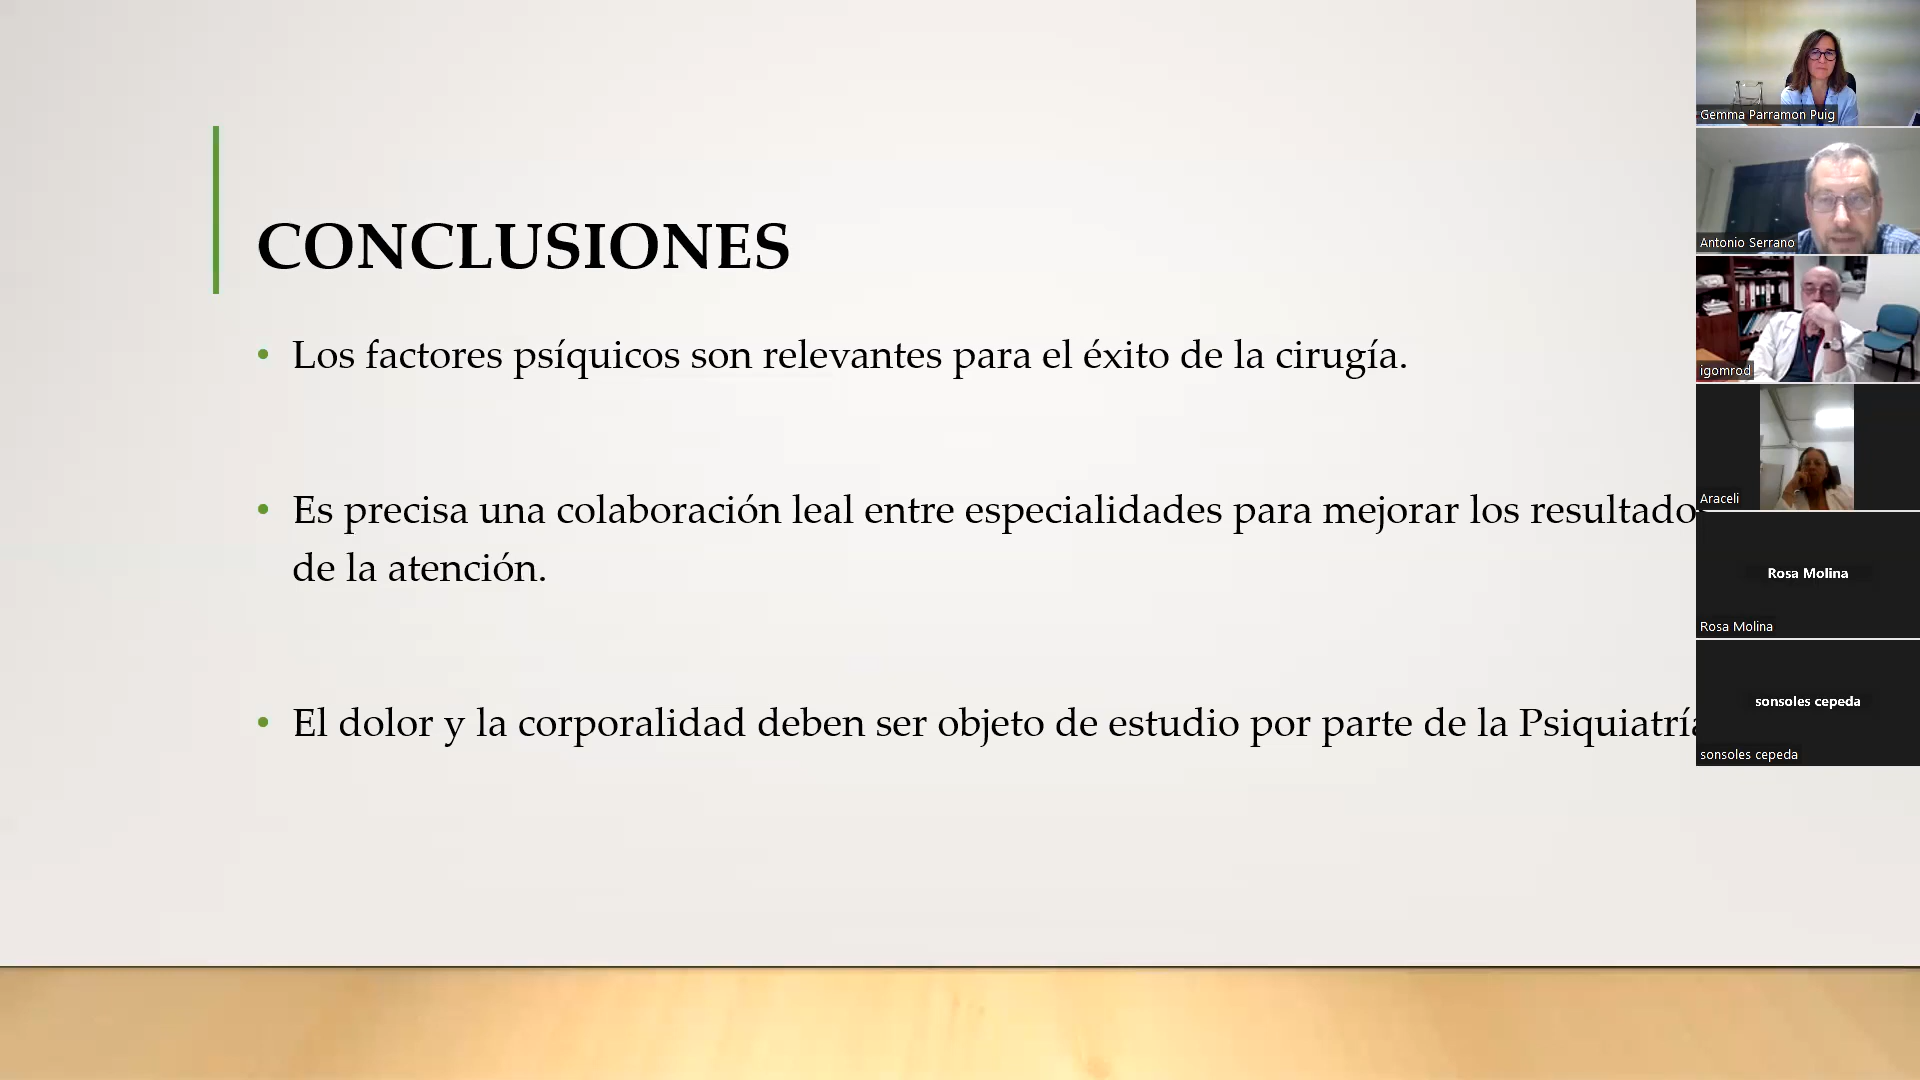 CONCLUSIONES
• Los factores psíquicos son relevantes para el éxito de la cirugía.
• Es precisa una colaboración leal entre especialidades para mejorar los resultados
de la atención.
• El dolor y la corporalidad deben ser objeto de estudio por parte de la Psiquiatría
Gemma Parramon Puig
Antonio Serrano
igomrod
Araceli
Rosa Molina
Rosa Molina
sonsoles cepeda
sonsoles cepeda